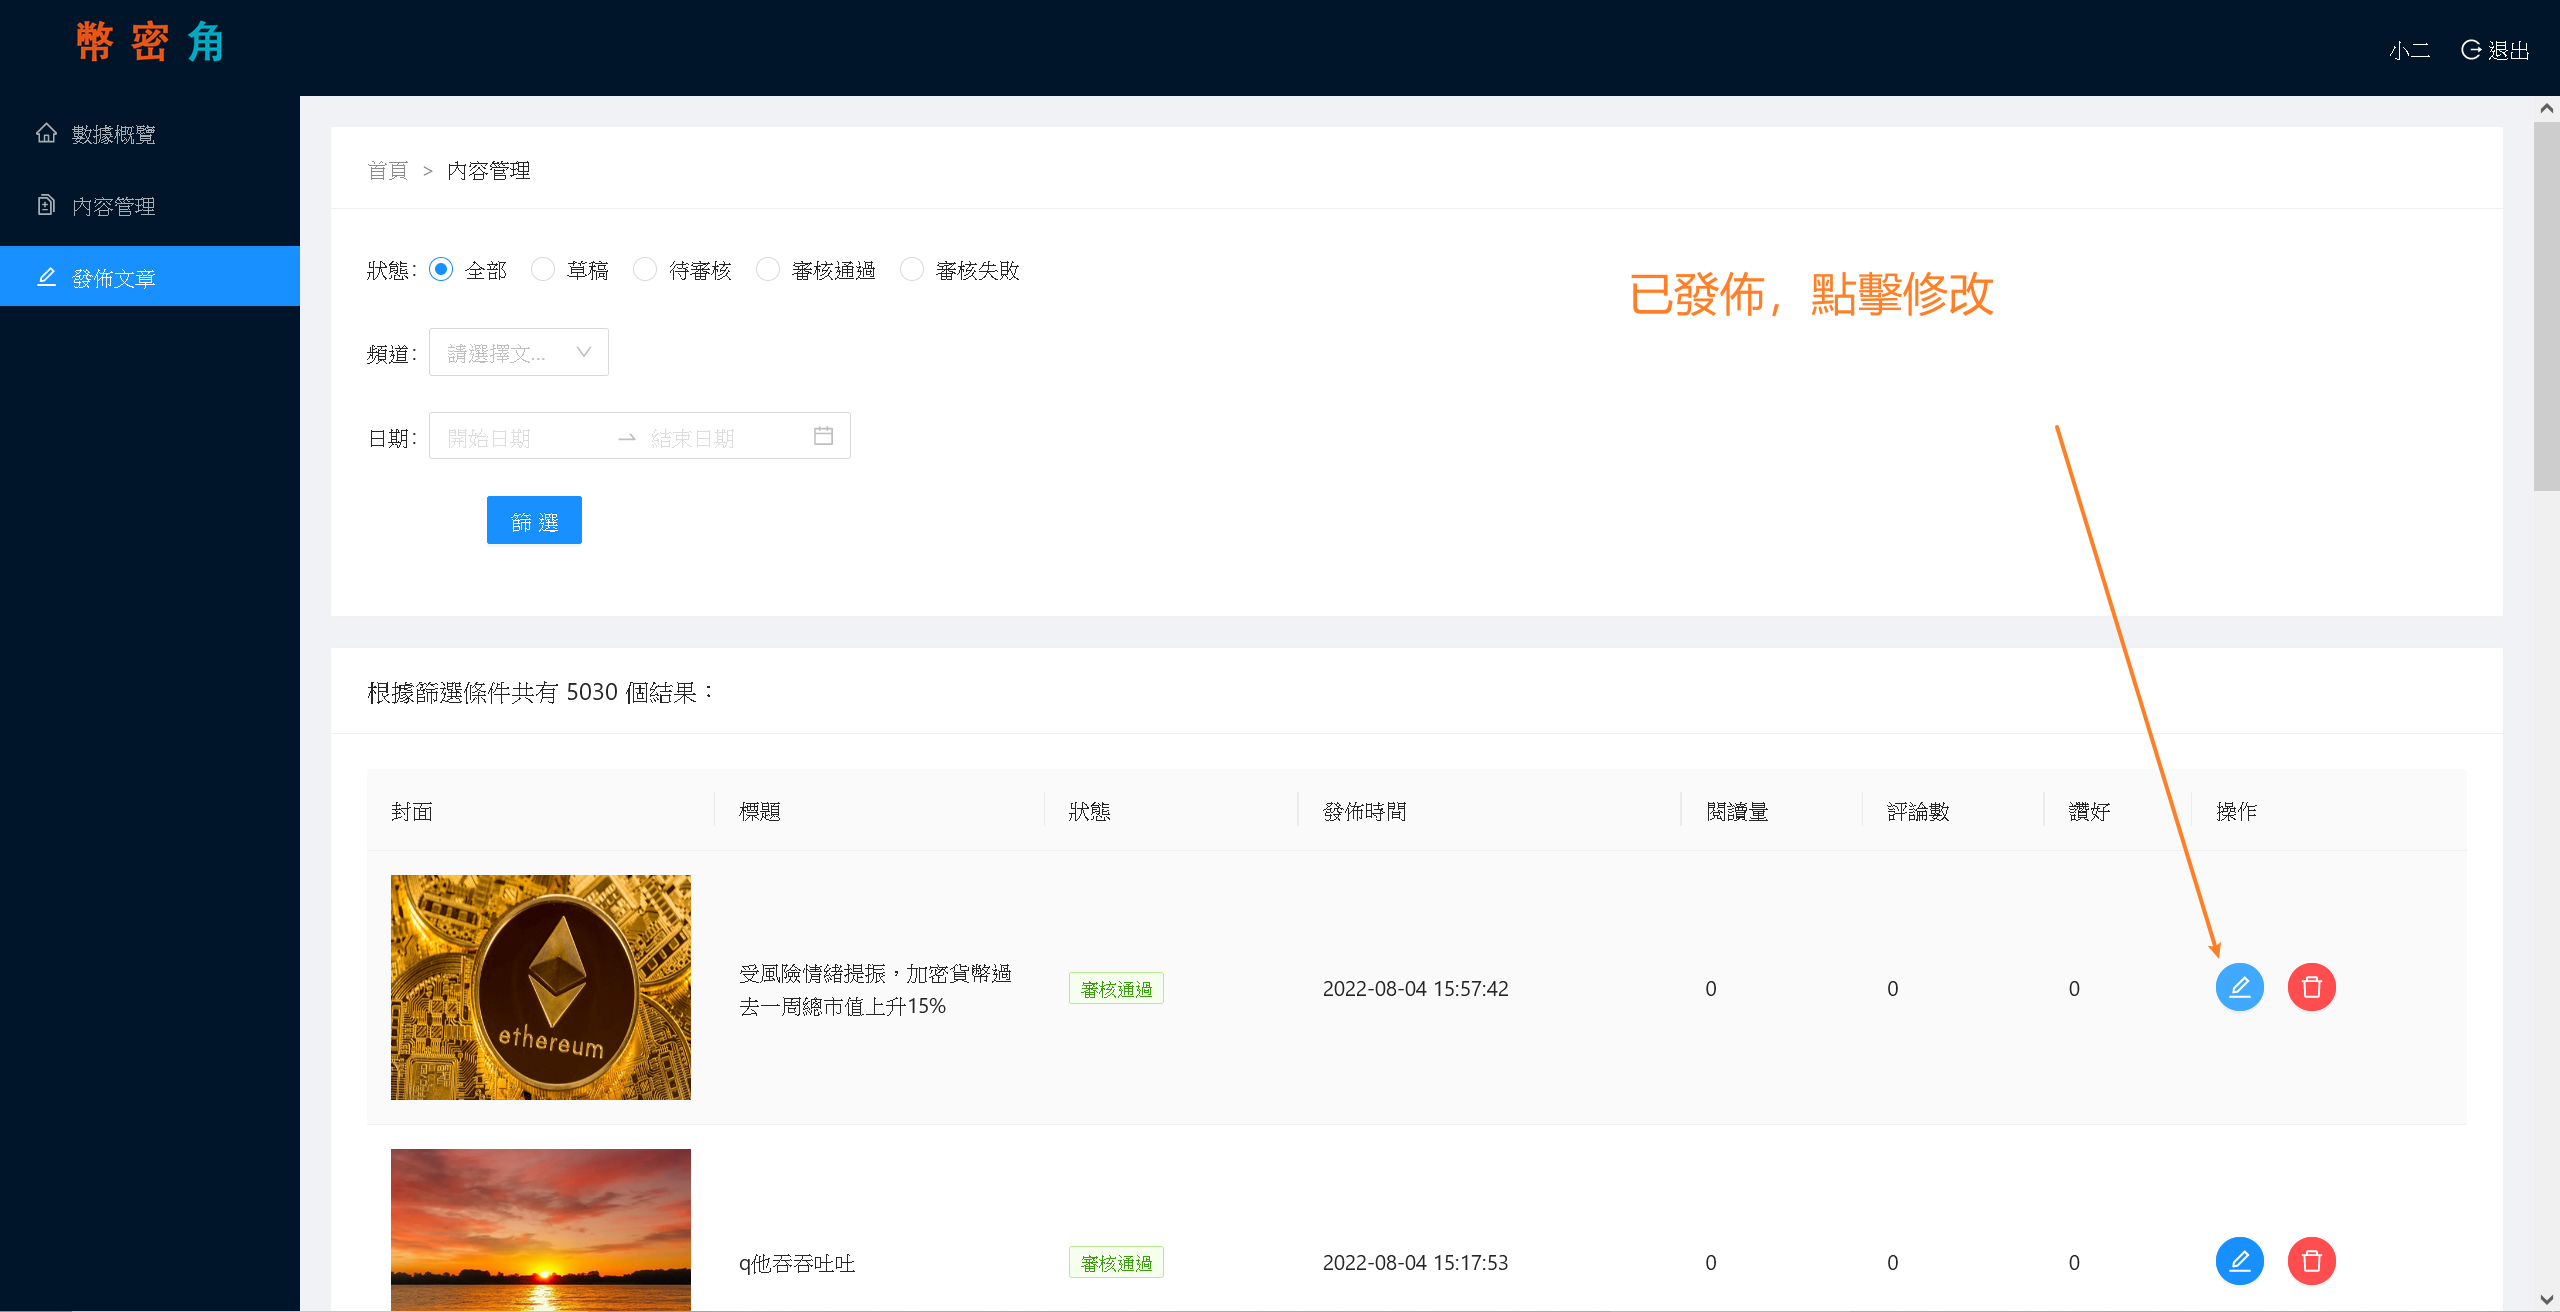 幣密角
小二 退出
數據概覽
內容管理
發佈文章
首頁 > 內容管理
狀態: 全部 草稿 待審核 審核通過 審核失敗
已發佈，點擊修改
頻道: 請選擇文...
日期: 開始日期 結束日期
篩選
根據篩選條件共有 5030 個結果：
封面 標題 狀態 發佈時間 閱讀量 評論數 讚好 操作
ethereum
受風險情緒提振，加密貨幣過
去一周總市值上升15%
審核通過 2022-08-04 15:57:42 0 0 0
q他吞吞吐吐 審核通過 2022-08-04 15:17:53 0 0 0